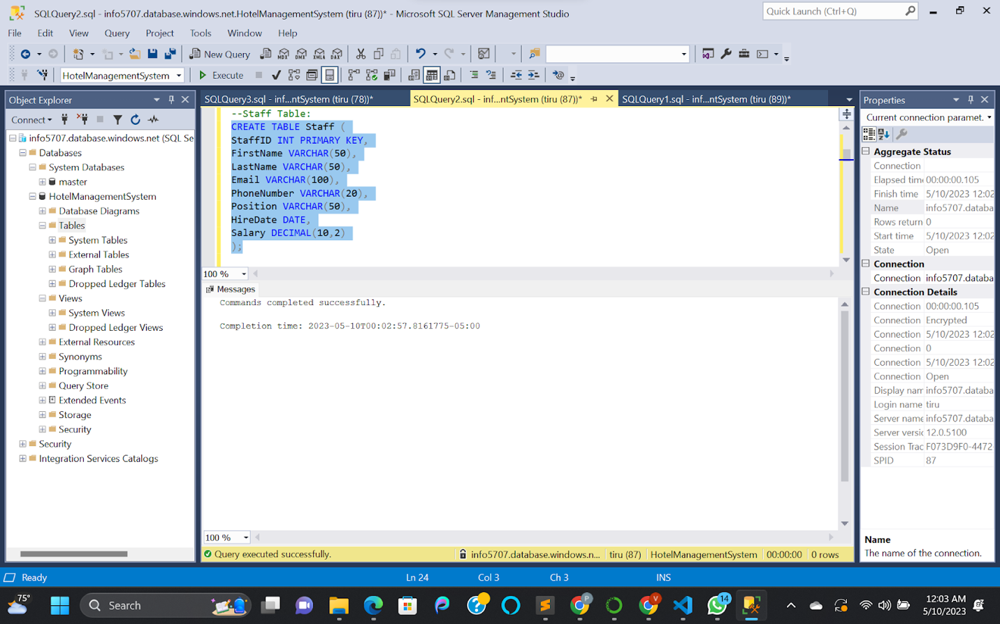 SQLQuery2.sql - info5707.database.windows.net.HotelManagementSystem (tiru (87))* - Microsoft SQL Server Management Studio
Quick Launch (Ctrl+Q)
File Edit View Query Project Tools Window Help
New Query
MDX DMX XMLA DAX
HotelManagementSystem
Execute
Object Explorer
Connect
info5707.database.windows.net (SQL Se
Databases
System Databases
master
HotelManagementSystem
Database Diagrams
Tables
System Tables
External Tables
Graph Tables
Dropped Ledger Tables
Views
System Views
Dropped Ledger Views
External Resources
Synonyms
Programmability
Query Store
Extended Events
Storage
Security
Security
Integration Services Catalogs
SQLQuery3.sql - inf...ntSystem (tiru (78))*
SQLQuery2.sql - inf...ntSystem (tiru (87))*
SQLQuery1.sql - inf...ntSystem (tiru (89))*
--Staff Table:
CREATE TABLE Staff (
StaffID INT PRIMARY KEY,
FirstName VARCHAR(50),
LastName VARCHAR(50),
Email VARCHAR(100),
PhoneNumber VARCHAR(20),
Position VARCHAR(50),
HireDate DATE,
Salary DECIMAL(10,2)
);
100 %
Messages
Commands completed successfully.
Completion time: 2023-05-10T00:02:57.8161775-05:00
100 %
Query executed successfully.
info5707.database.windows.n...
tiru (87)
HotelManagementSystem
00:00:00
0 rows
Properties
Current connection paramet.
Aggregate Status
Connection
Elapsed time 00:00:00.105
Finish time 5/10/2023 12:02
Name info5707.databa
Rows return 0
Start time 5/10/2023 12:02
State Open
Connection
Connection info5707.databa
Connection Details
Connection 00:00:00.105
Connection Encrypted
Connection 5/10/2023 12:02
Connection 0
Connection 5/10/2023 12:02
Connection Open
Display nam info5707.databa
Login name tiru
Server name info5707.databa
Server versic 12.0.5100
Session Trac F073D9F0-4472
SPID 87
Name
The name of the connection.
Ready
Ln 24
Col 3
Ch 3
INS
75°
Search
P
V
14
12:03 AM
5/10/2023